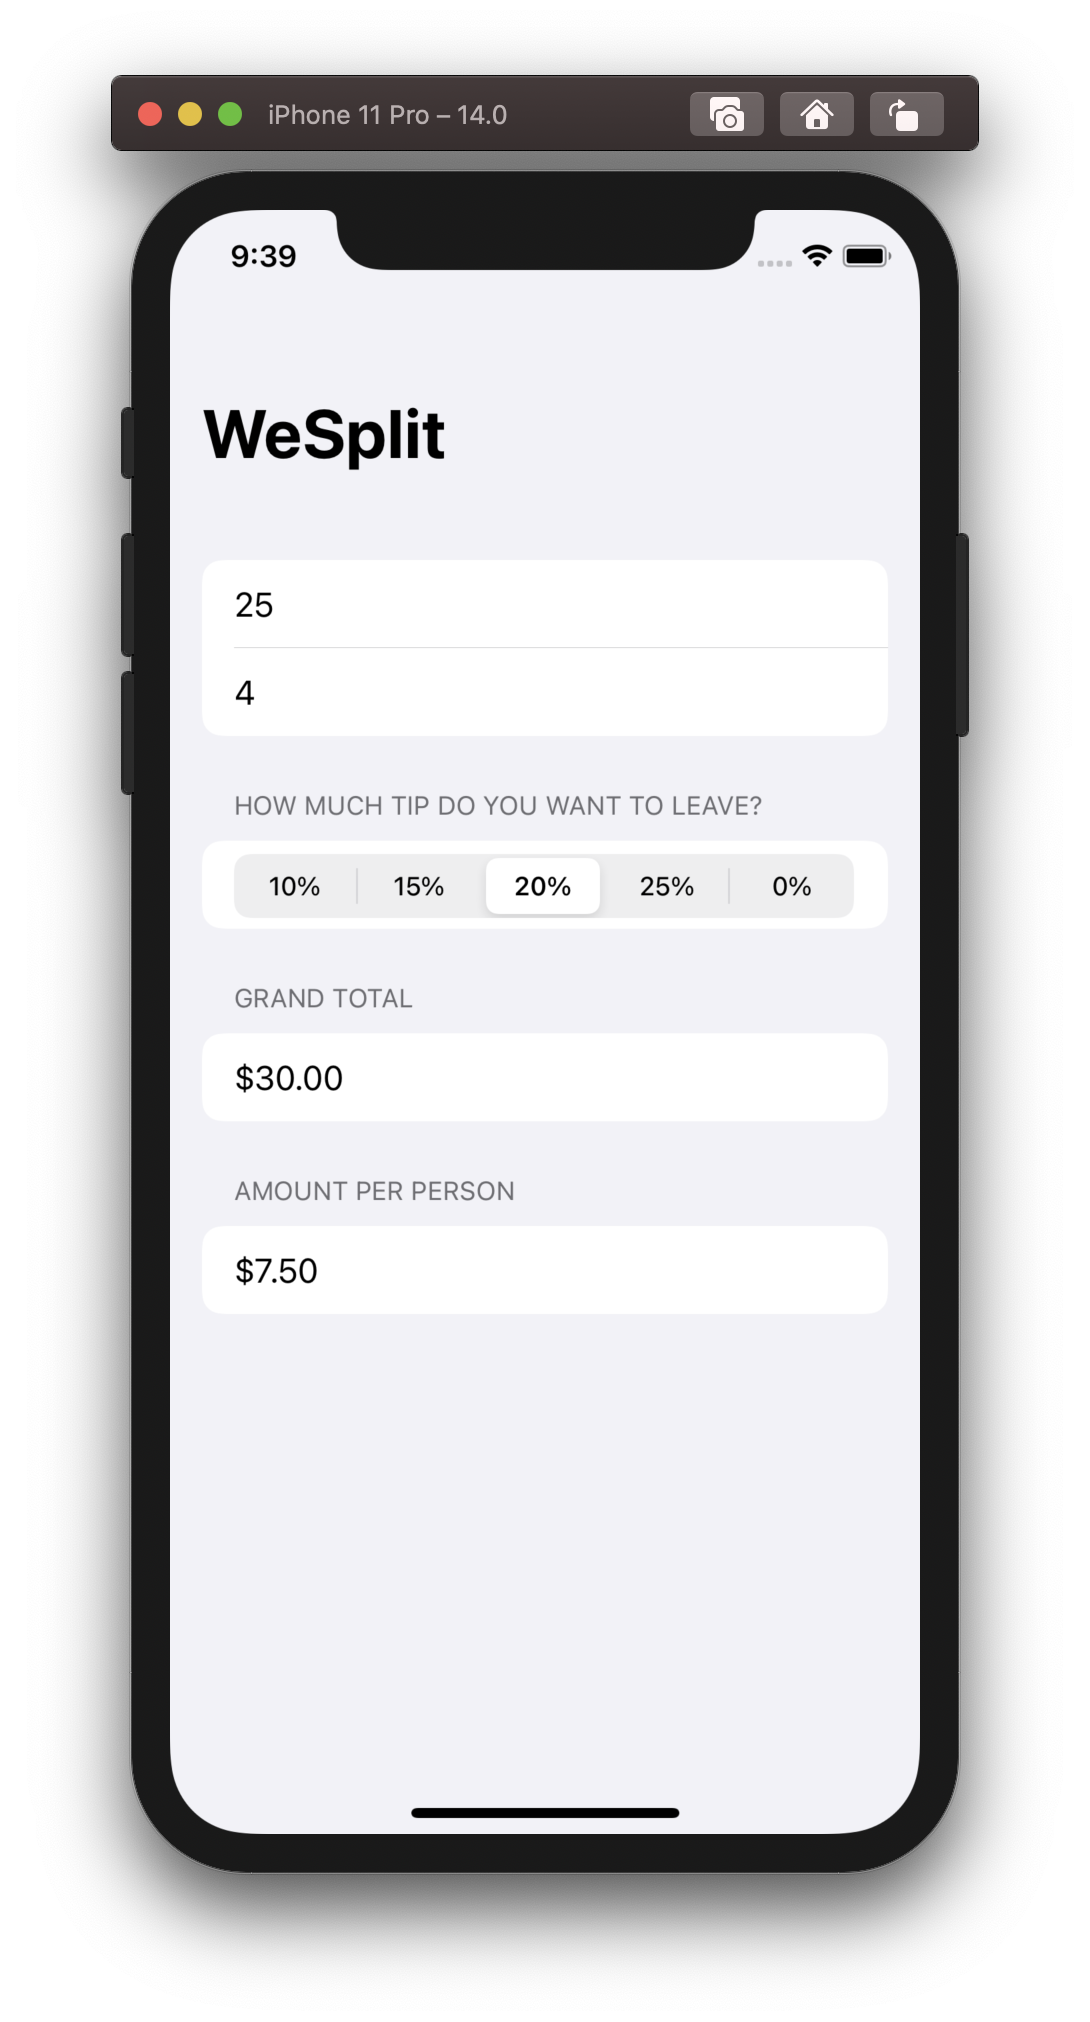 iPhone 11 Pro – 14.0
9:39
WeSplit
25
4
HOW MUCH TIP DO YOU WANT TO LEAVE?
10% 15% 20% 25% 0%
GRAND TOTAL
$30.00
AMOUNT PER PERSON
$7.50